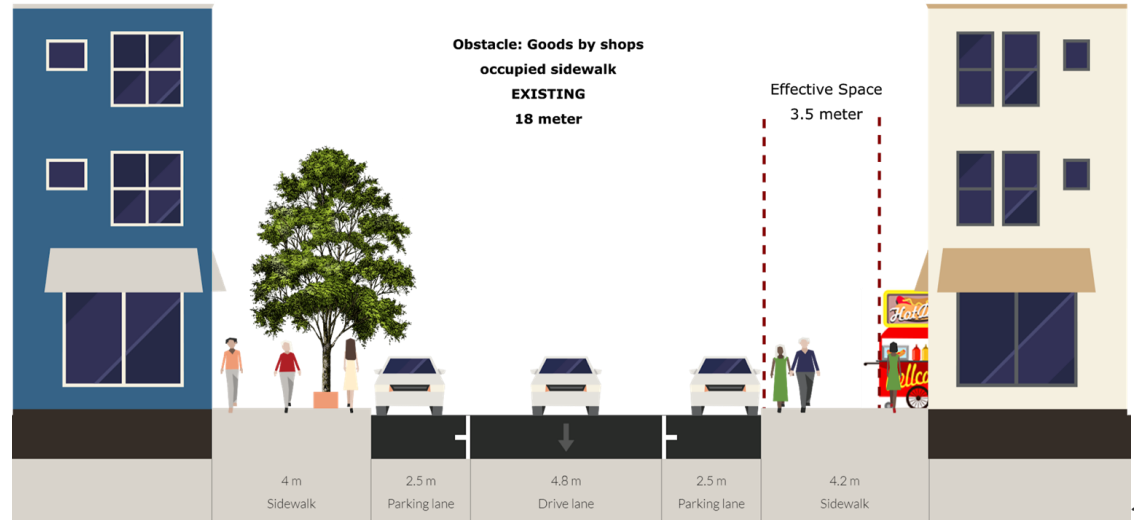 Obstacle: Goods by shops
occupied sidewalk
EXISTING
18 meter
Effective Space
3.5 meter
4 m
Sidewalk
2.5 m
Parking lane
4.8 m
Drive lane
2.5 m
Parking lane
4.2 m
Sidewalk